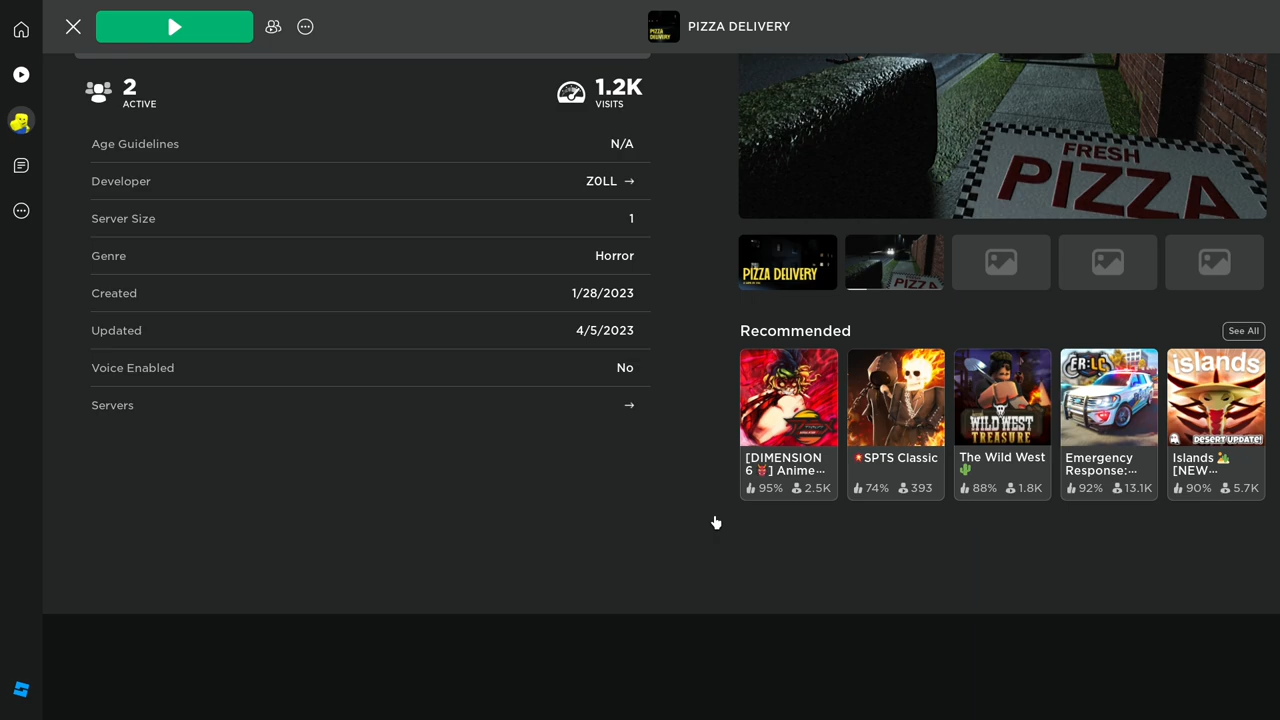 PIZZA DELIVERY
2
ACTIVE
1.2K
VISITS
Age Guidelines N/A
Developer Z0LL →
Server Size 1
Genre Horror
Created 1/28/2023
Updated 4/5/2023
Voice Enabled No
Servers →
FRESH
PIZZA
PIZZA DELIVERY
PIZZA
Recommended See All
ER:LC
islands
WILD WEST
TREASURE
DESERT UPDATE!
[DIMENSION
6 👹] Anime...
💥SPTS Classic
The Wild West
🌵
Emergency
Response:...
Islands 🏜️
[NEW...
95% 2.5K
74% 393
88% 1.8K
92% 13.1K
90% 5.7K